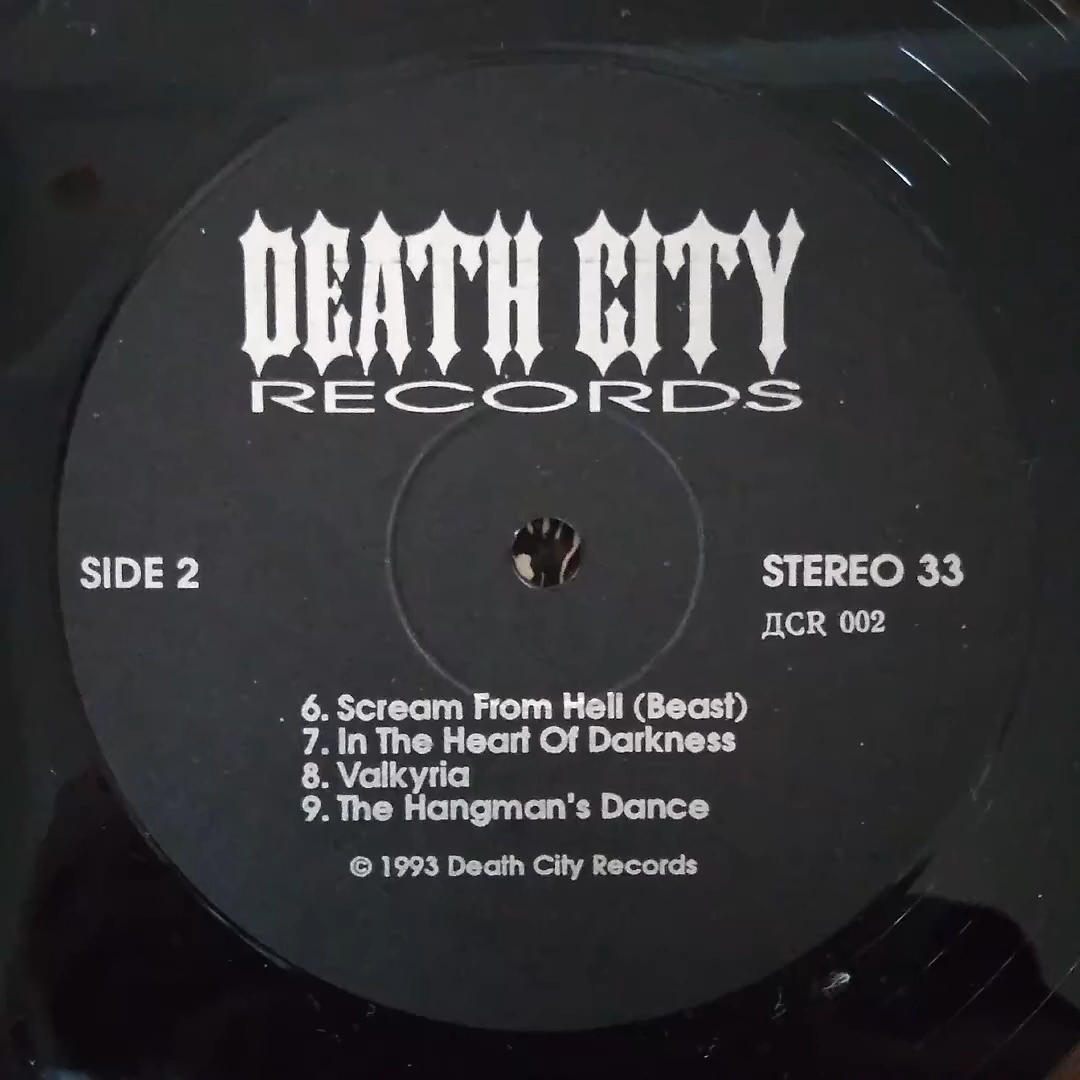 DEATH CITY
RECORDS
SIDE 2
STEREO 33
ДCR 002
6. Scream From Hell (Beast)
7. In The Heart Of Darkness
8. Valkyria
9. The Hangman's Dance
© 1993 Death City Records